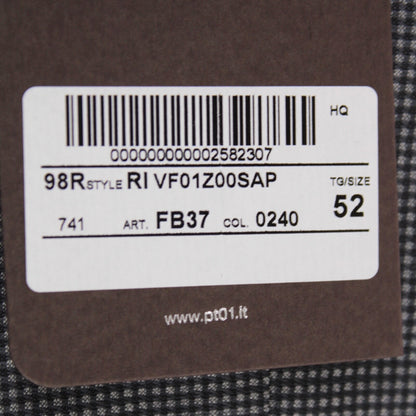 HQ
000000000002582307
98R STYLE RI VF01Z00SAP TG/SIZE
741 ART. FB37 COL. 0240 52
www.pt01.it